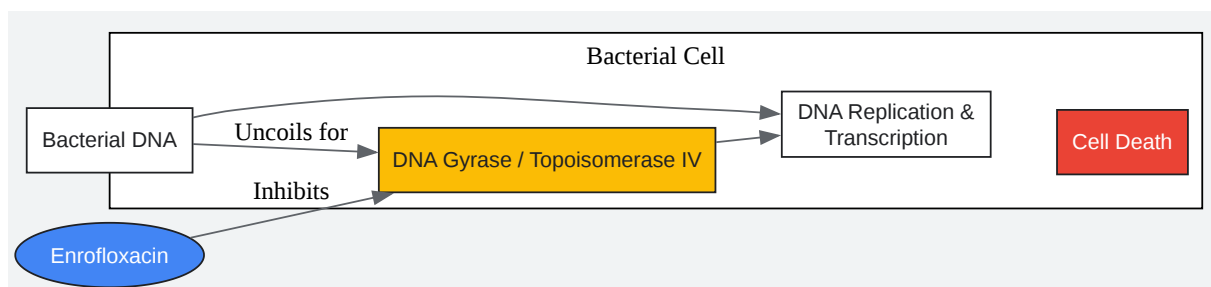 Bacterial Cell
Bacterial DNA
Uncoils for
DNA Gyrase / Topoisomerase IV
DNA Replication &
Transcription
Cell Death
Inhibits
Enrofloxacin